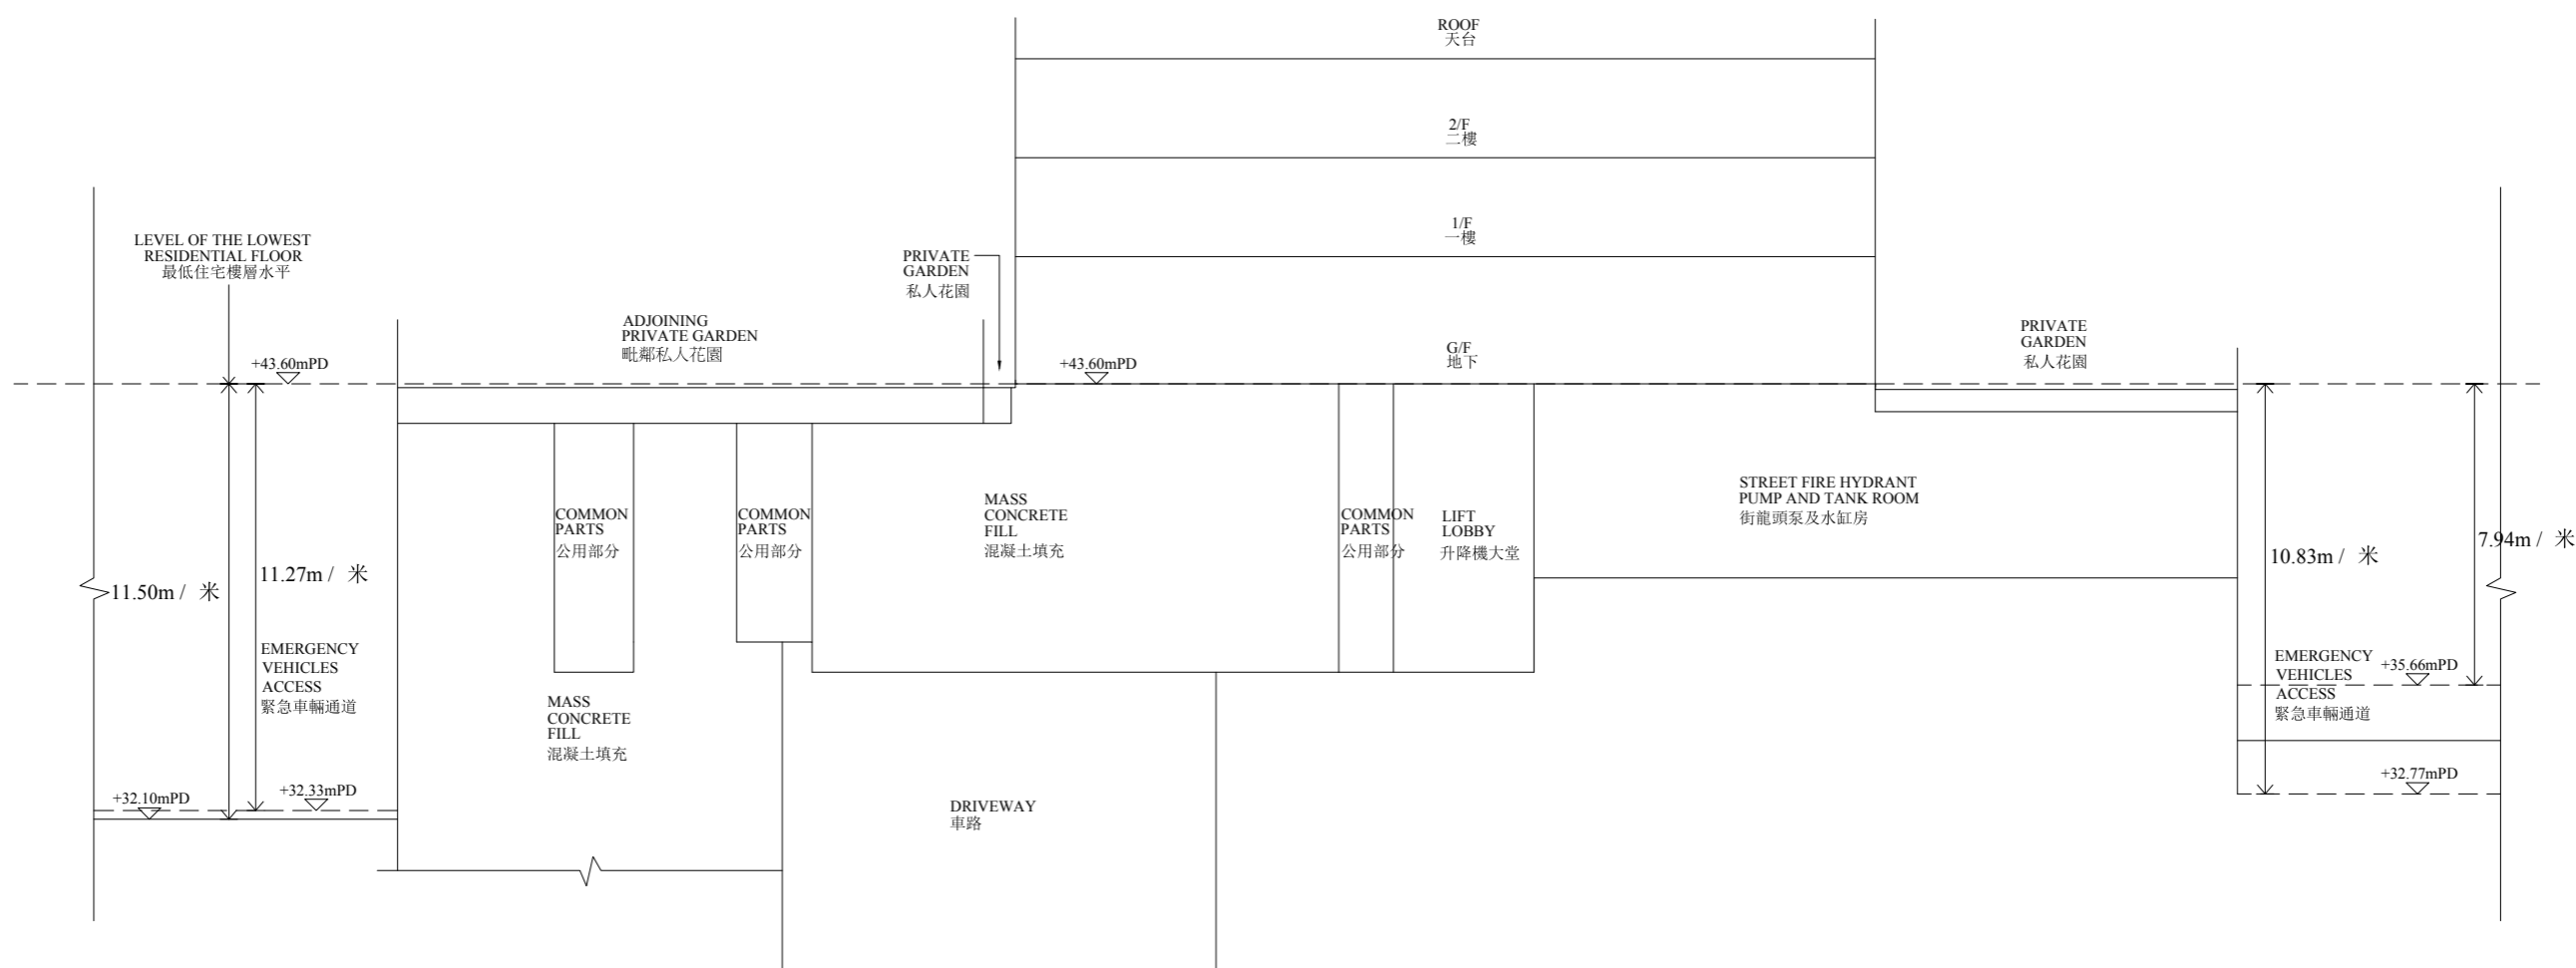 ROOF
天台
2/F
二樓
1/F
一樓
LEVEL OF THE LOWEST
RESIDENTIAL FLOOR
最低住宅樓層水平
PRIVATE
GARDEN
私人花園
ADJOINING
PRIVATE GARDEN
毗鄰私人花園
G/F
地下
PRIVATE
GARDEN
私人花園
+43.60mPD
+43.60mPD
COMMON
PARTS
公用部分
COMMON
PARTS
公用部分
MASS
CONCRETE
FILL
混凝土填充
COMMON
PARTS
公用部分
LIFT
LOBBY
升降機大堂
STREET FIRE HYDRANT
PUMP AND TANK ROOM
街龍頭泵及水缸房
11.50m / 米
11.27m / 米
10.83m / 米
7.94m / 米
EMERGENCY
VEHICLES
ACCESS
緊急車輛通道
MASS
CONCRETE
FILL
混凝土填充
EMERGENCY
VEHICLES
ACCESS
緊急車輛通道
+35.66mPD
+32.10mPD
+32.33mPD
DRIVEWAY
車路
+32.77mPD